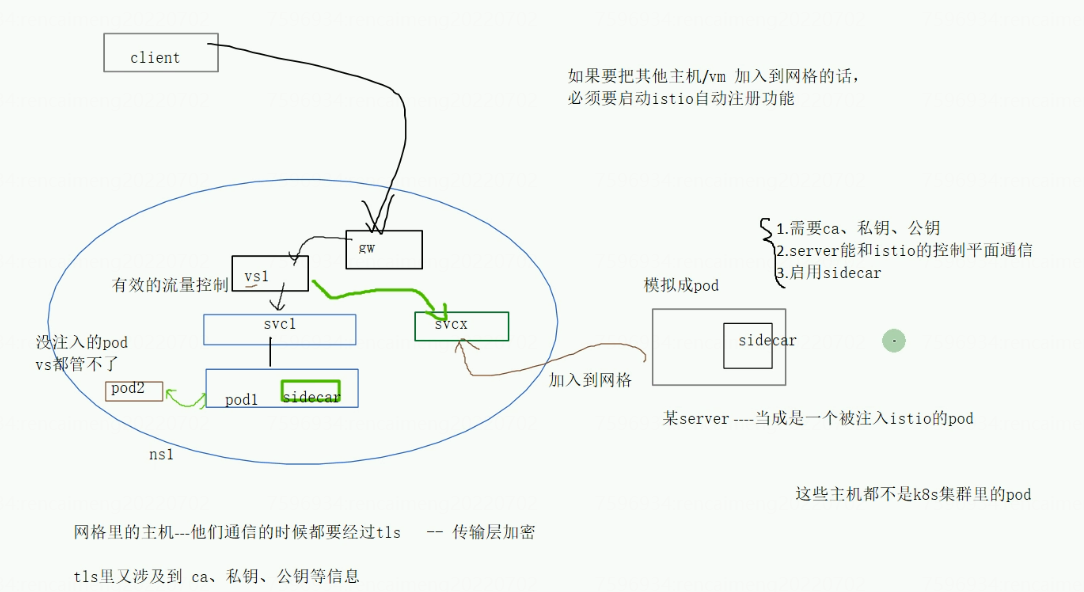 client
如果要把其他主机/vm 加入到网格的话，
必须要启动istio自动注册功能
gw
1.需要ca、私钥、公钥
2.server能和istio的控制平面通信
3.启用sidecar
vs1
有效的流量控制
模拟成pod
svc1
svcx
没注入的pod
vs都管不了
sidecar
加入到网格
pod2
pod1
sidecar
某server ----当成是一个被注入istio的pod
ns1
这些主机都不是k8s集群里的pod
网格里的主机---他们通信的时候都要经过tls -- 传输层加密
tls里又涉及到 ca、私钥、公钥等信息